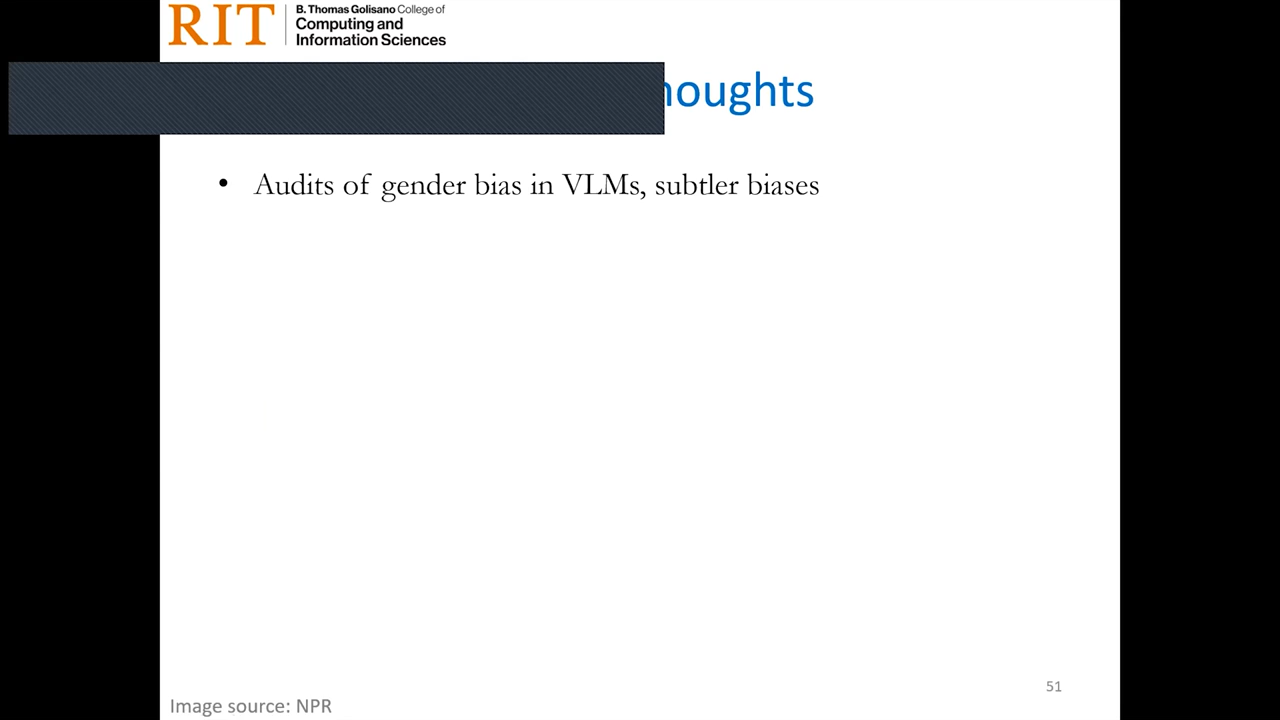 RIT
B. Thomas Golisano College of
Computing and
Information Sciences
• Audits of gender bias in VLMs, subtler biases
51
Image source: NPR